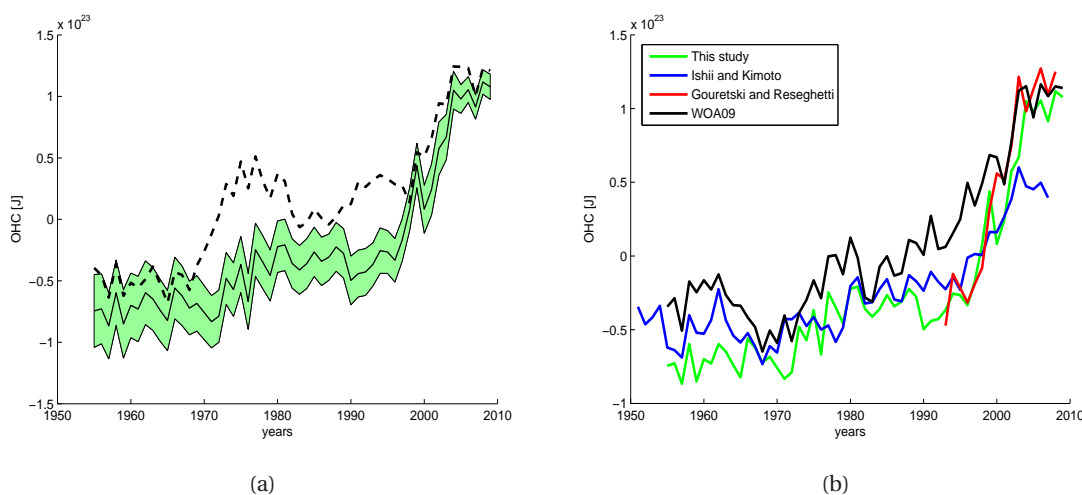 x 10^23
1.5
1
0.5
0
−0.5
−1
−1.5
OHC [J]
1950
1960
1970
1980
1990
2000
2010
years
(a)
x 10^23
1.5
1
0.5
0
−0.5
−1
OHC [J]
This study
Ishii and Kimoto
Gouretski and Reseghetti
WOA09
1950
1960
1970
1980
1990
2000
2010
years
(b)